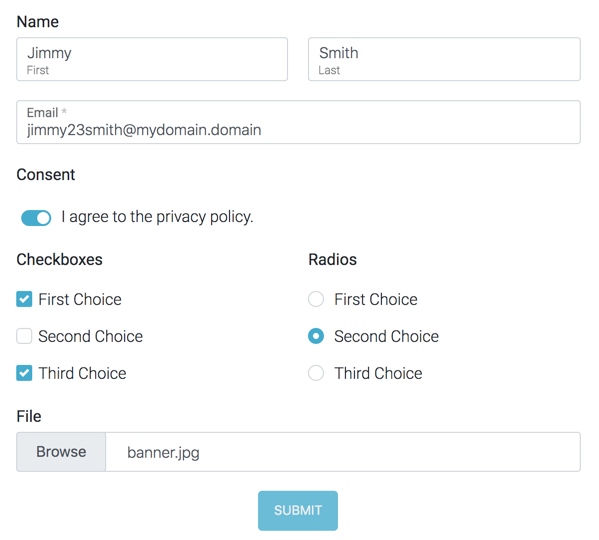 Name
Jimmy Smith
First Last
Email *
jimmy23smith@mydomain.domain
Consent
I agree to the privacy policy.
Checkboxes Radios
First Choice First Choice
Second Choice Second Choice
Third Choice Third Choice
File
Browse banner.jpg
SUBMIT